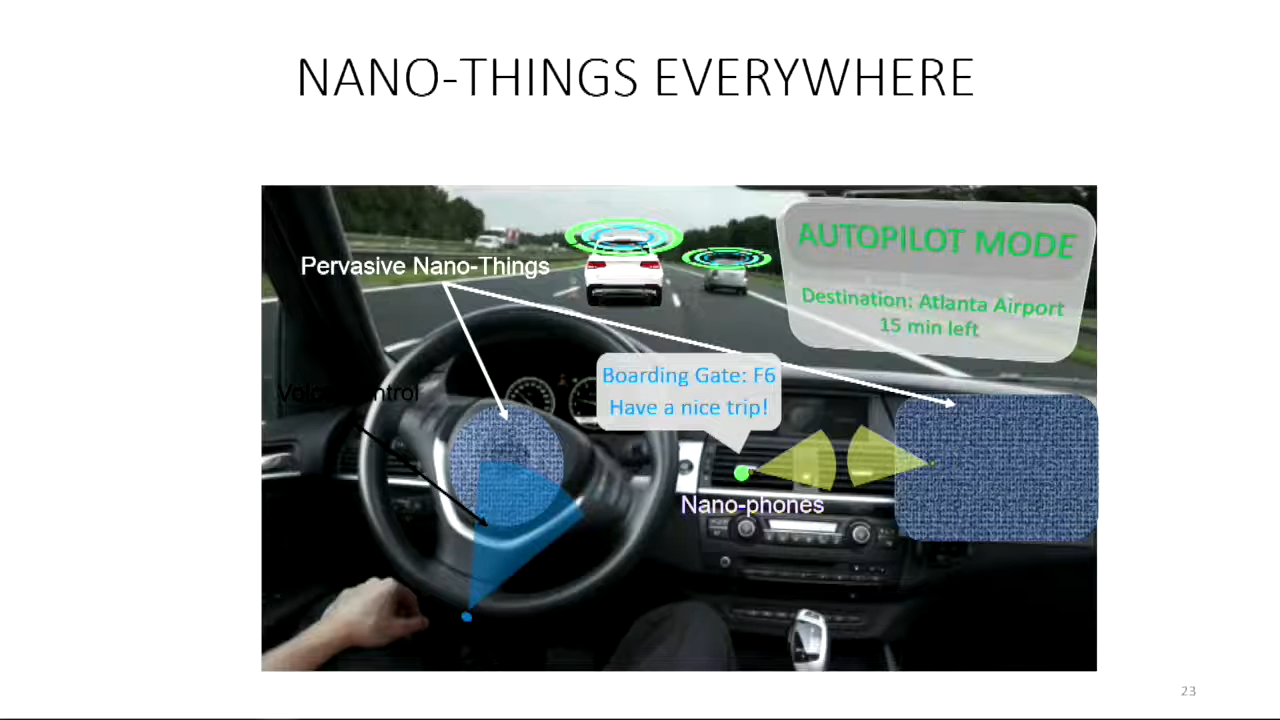 NANO-THINGS EVERYWHERE
Pervasive Nano-Things
AUTOPILOT MODE
Destination: Atlanta Airport
15 min left
Boarding Gate: F6
Have a nice trip!
Nano-phones
23